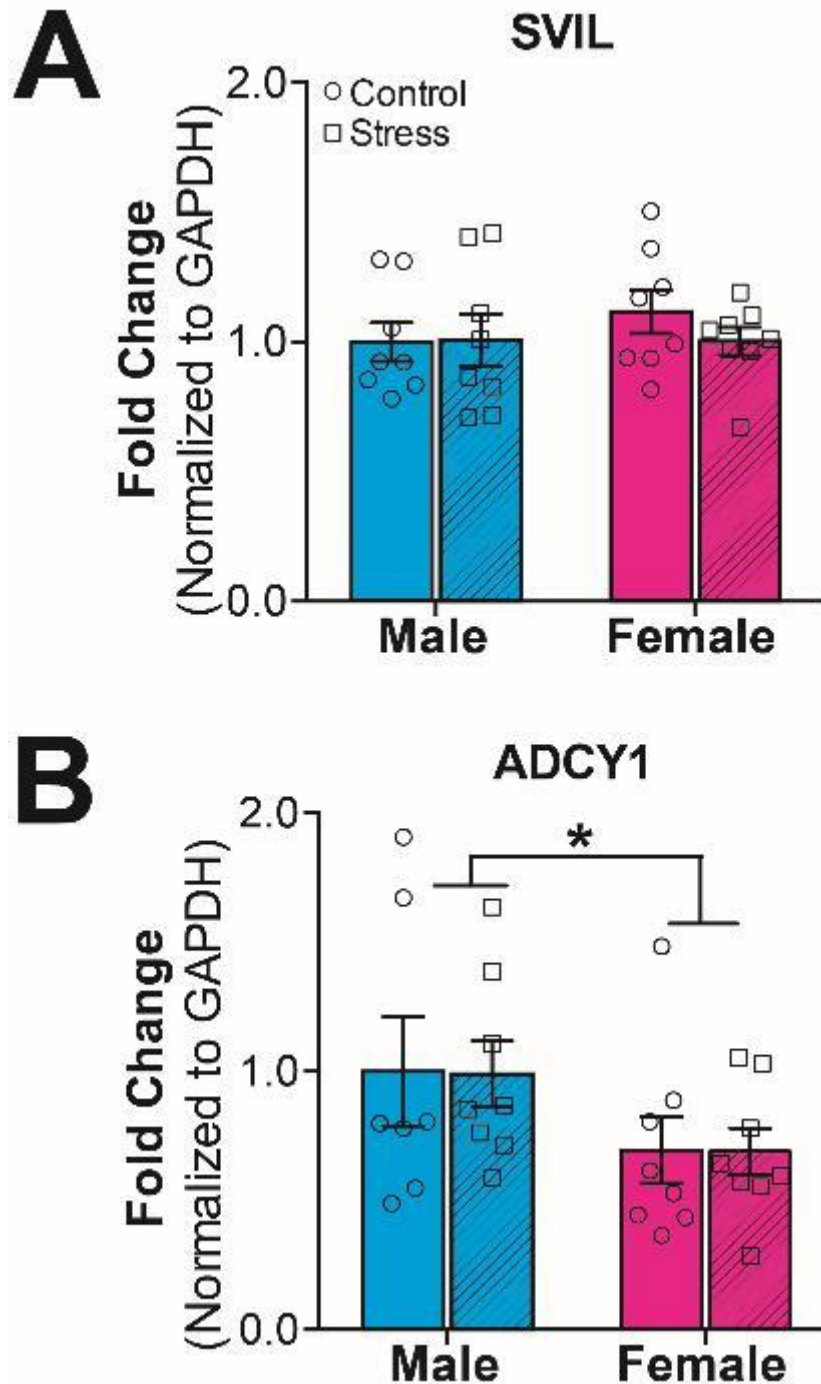 A
SVIL
Fold Change
(Normalized to GAPDH)
2.0
1.0
0.0
Control
Stress
Male
Female
B
ADCY1
Fold Change
(Normalized to GAPDH)
2.0
1.0
0.0
*
Male
Female